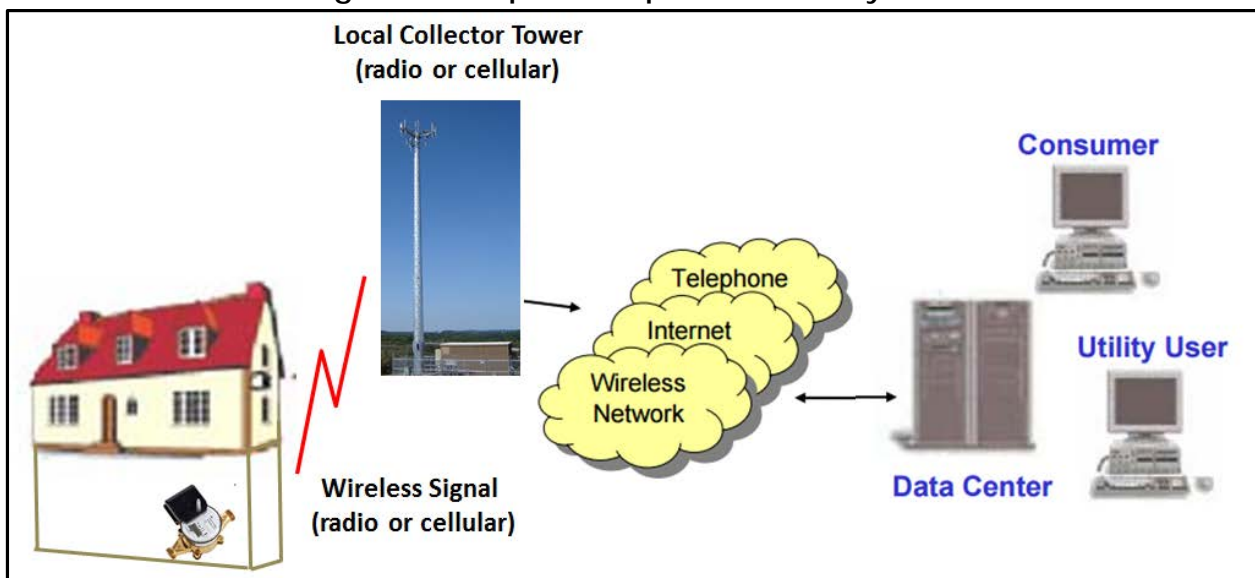 Local Collector Tower
(radio or cellular)
Consumer
Telephone
Internet
Utility User
Wireless
Network
Data Center
Wireless Signal
(radio or cellular)